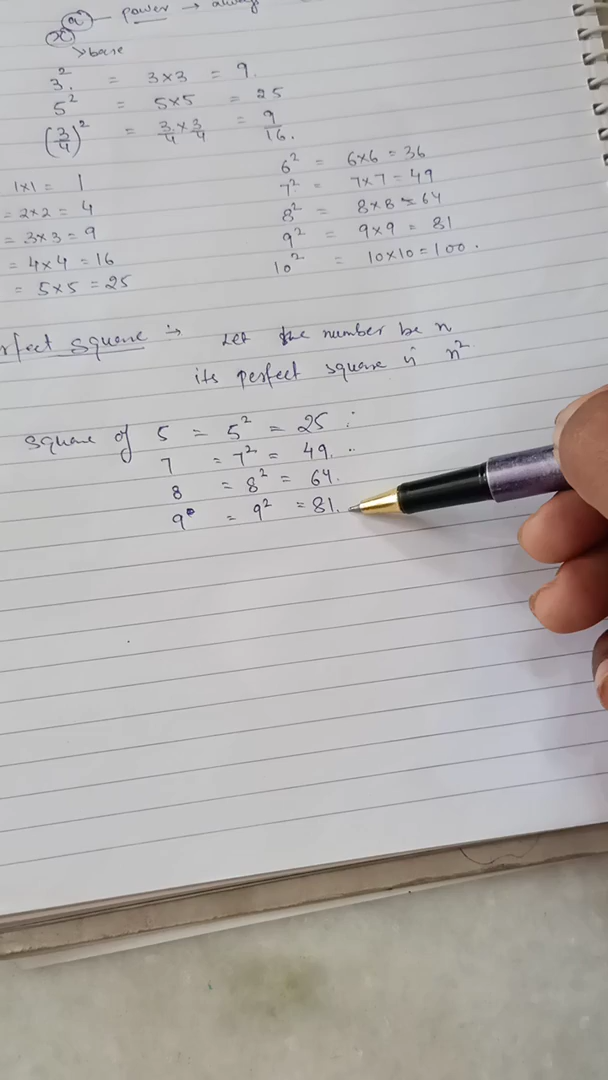 (2) — power → always
x
→ base
3² = 3×3 = 9.
5² = 5×5 = 25
(3/4)² = 3/4 × 3/4 = 9/16.
1×1 = 1
= 2×2 = 4
= 3×3 = 9
= 4×4 = 16
= 5×5 = 25
6² = 6×6 = 36
7² = 7×7 = 49
8² = 8×8 = 64
9² = 9×9 = 81
10² = 10×10 = 100.
rfect square :→ Let the number be n
its perfect square is n²
square of 5 = 5² = 25
7 = 7² = 49.
8 = 8² = 64.
9 = 9² = 81.